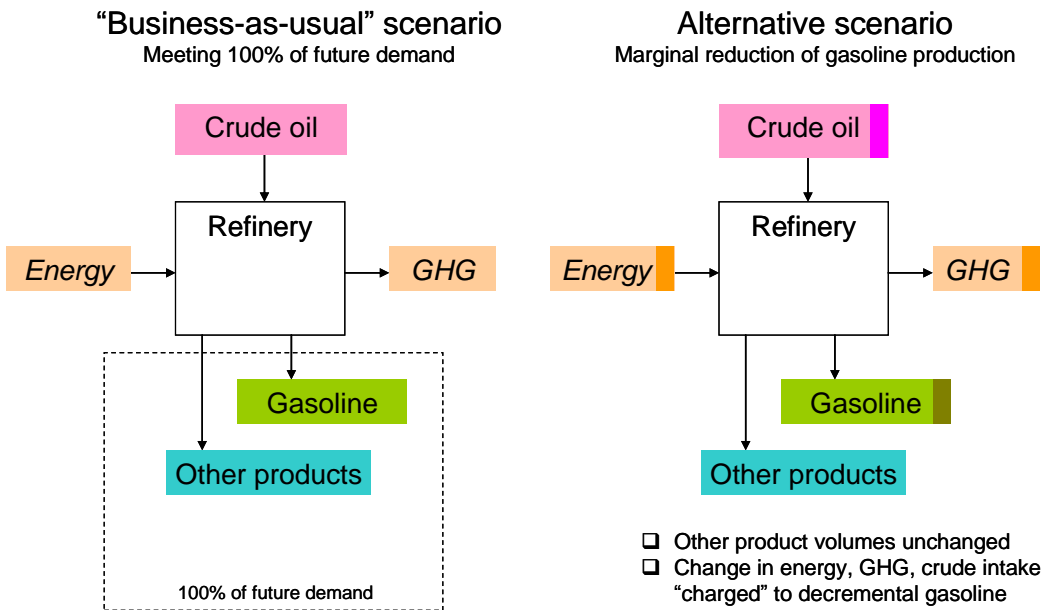 “Business-as-usual” scenario
Meeting 100% of future demand
Crude oil
Refinery
Energy
GHG
Gasoline
Other products
100% of future demand
Alternative scenario
Marginal reduction of gasoline production
Crude oil
Refinery
Energy
GHG
Gasoline
Other products
❑ Other product volumes unchanged
❑ Change in energy, GHG, crude intake
“charged” to decremental gasoline